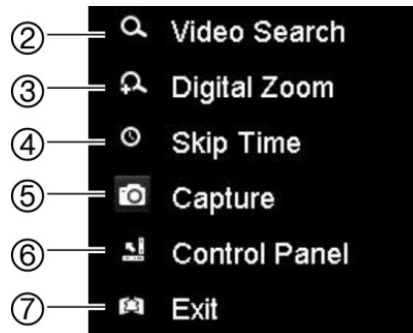 ② Video Search
③ Digital Zoom
④ Skip Time
⑤ Capture
⑥ Control Panel
⑦ Exit